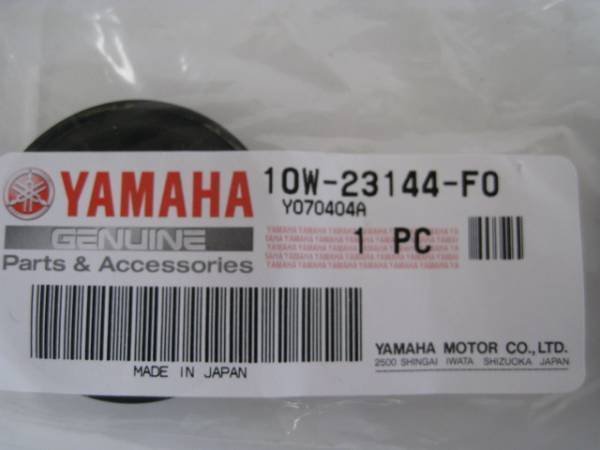 YAMAHA
GENUINE
Parts & Accessories
10W-23144-F0
Y070404A
1 PC
MADE IN JAPAN
YAMAHA MOTOR CO.,LTD.
2500 SHINGAI IWATA SHIZUOKA JAPAN